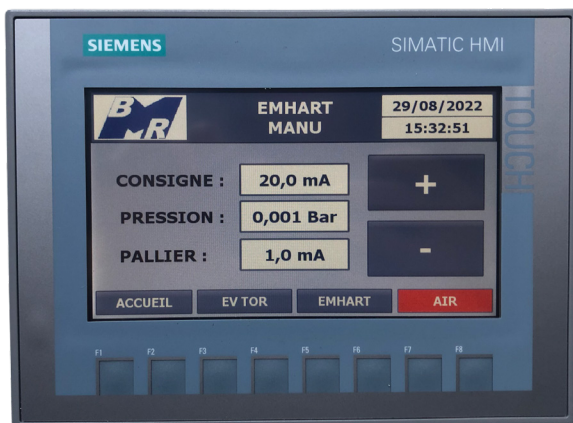 SIEMENS
SIMATIC HMI
TOUCH
BMR
EMHART
MANU
29/08/2022
15:32:51
CONSIGNE : 20,0 mA
+
PRESSION : 0,001 Bar
PALLIER : 1,0 mA
-
ACCUEIL EV TOR EMHART AIR
F1 F2 F3 F4 F5 F6 F7 F8